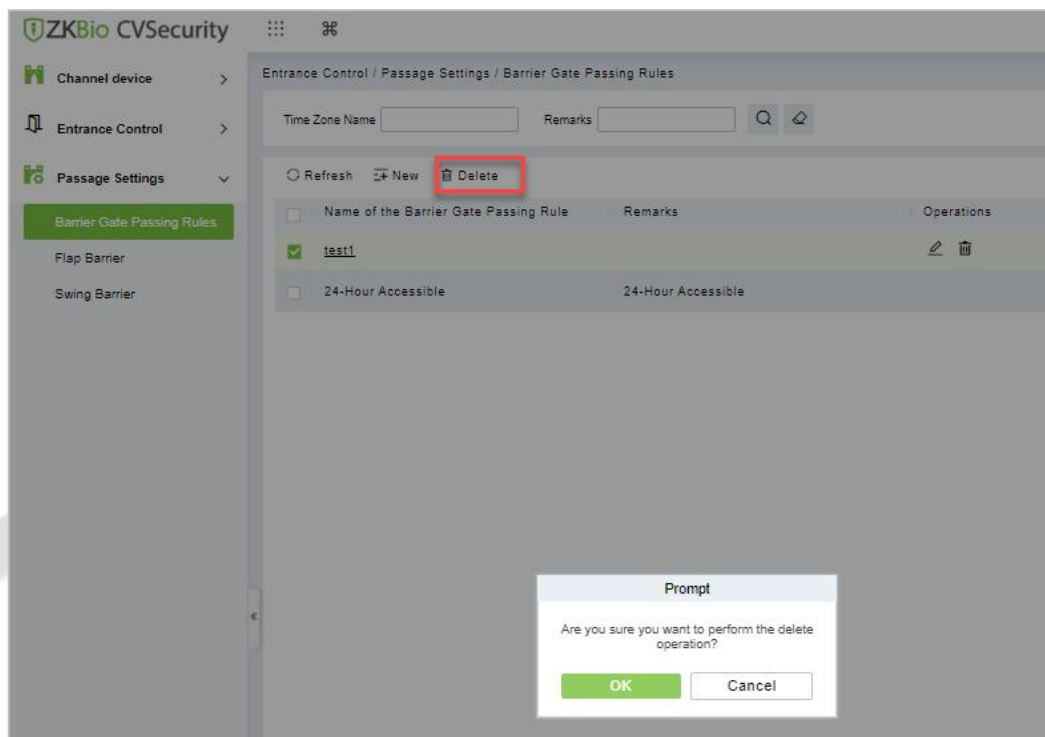 ZKBio CVSecurity
Channel device
Entrance Control
Passage Settings
Barrier Gate Passing Rules
Flap Barrier
Swing Barrier
Entrance Control / Passage Settings / Barrier Gate Passing Rules
Time Zone Name Remarks
Refresh New Delete
Name of the Barrier Gate Passing Rule Remarks Operations
test1
24-Hour Accessible 24-Hour Accessible
Prompt
Are you sure you want to perform the delete
operation?
OK Cancel